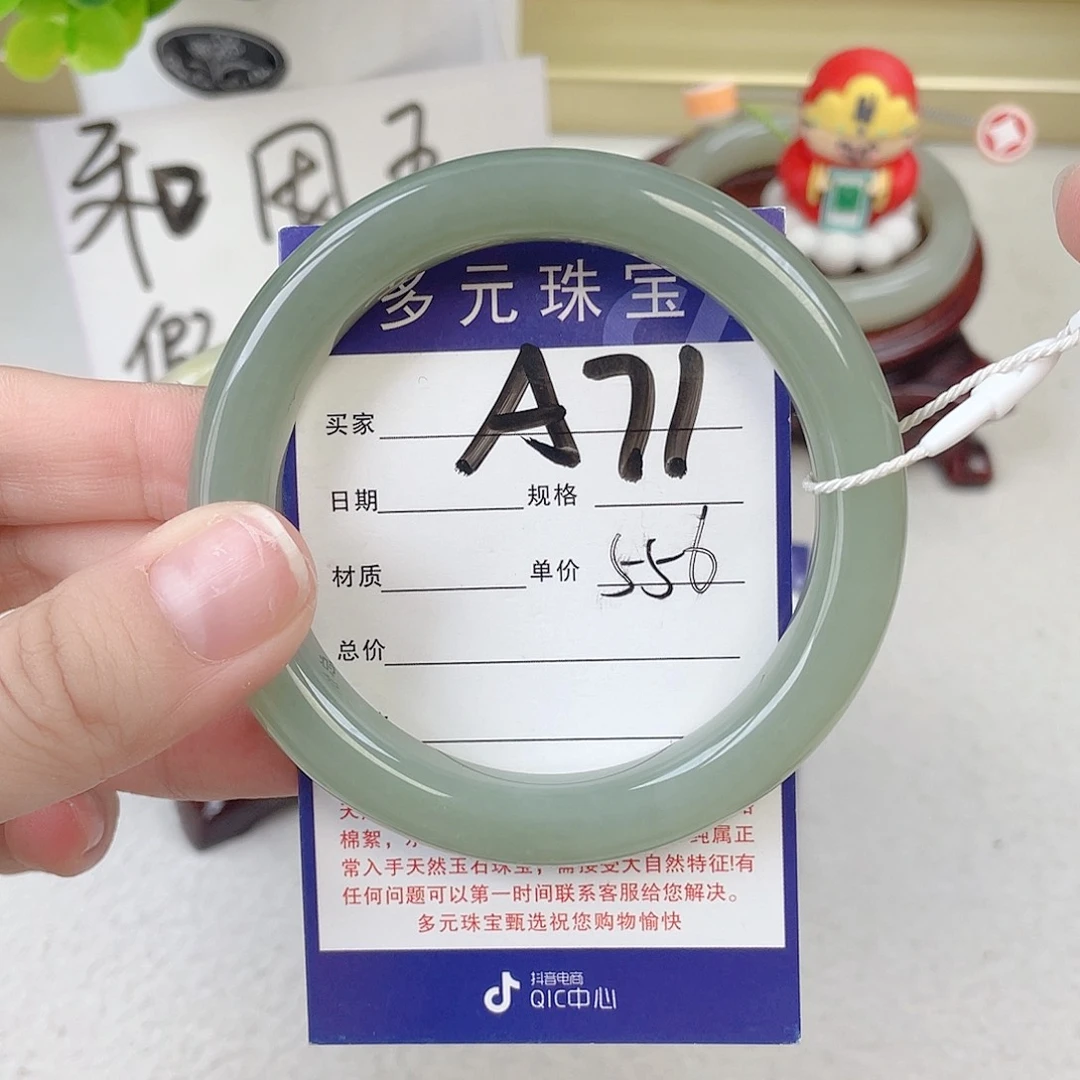 和田玉
假
多元珠宝
买家 A71
日期 规格
材质 单价 556
总价
棉絮， 纯属正
常入手天然玉石珠宝，需接受大自然特征!有
任何问题可以第一时间联系客服给您解决。
多元珠宝甄选祝您购物愉快
抖音电商
QIC中心